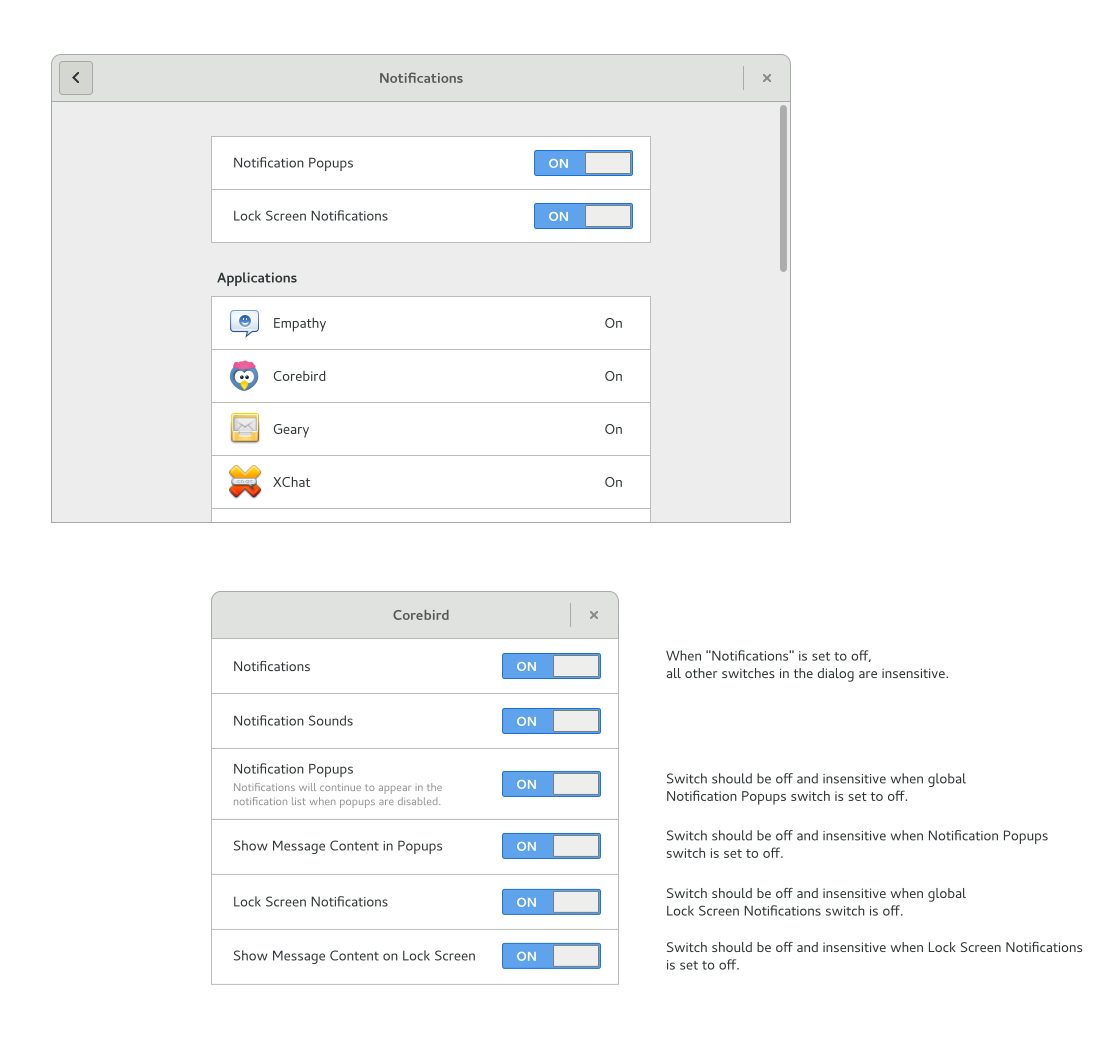 Notifications
Notification Popups
ON
Lock Screen Notifications
ON
Applications
Empathy
On
Corebird
On
Geary
On
XChat
On
Corebird
Notifications
ON
When "Notifications" is set to off,
all other switches in the dialog are insensitive.
Notification Sounds
ON
Notification Popups
Notifications will continue to appear in the
notification list when popups are disabled.
ON
Switch should be off and insensitive when global
Notification Popups switch is set to off.
Show Message Content in Popups
ON
Switch should be off and insensitive when Notification Popups
switch is set to off.
Lock Screen Notifications
ON
Switch should be off and insensitive when global
Lock Screen Notifications switch is off.
Show Message Content on Lock Screen
ON
Switch should be off and insensitive when Lock Screen Notifications
is set to off.